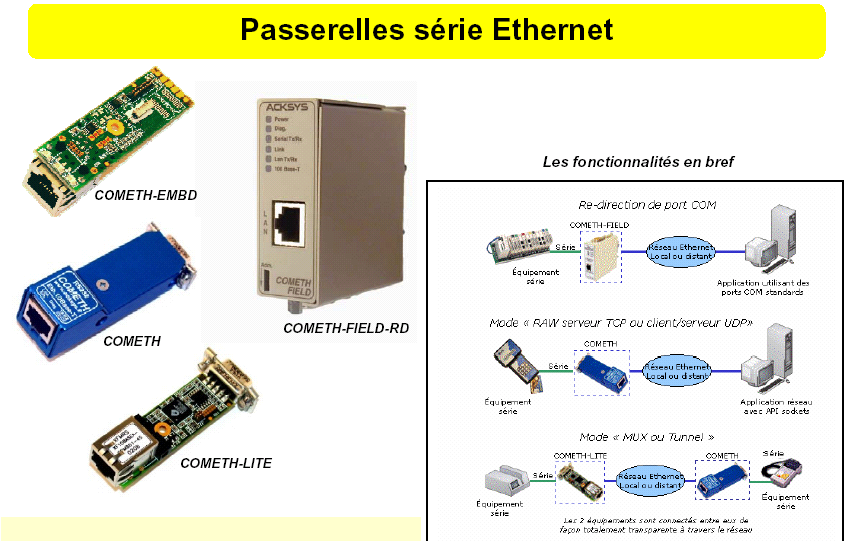 Passerelles série Ethernet
COMETH-EMBD
COMETH
COMETH-LITE
ACKSYS
Power
Diag.
Serial Tx/Rx
Link
Lan Tx/Rx
100 Base-T
LAN
COMETH
FIELD
COMETH-FIELD-RD
Les fonctionnalités en bref
Re-direction de port COM
COMETH-FIELD
Série
Réseau Ethernet
Local ou distant
Équipement
série
Application utilisant des
ports COM standards
Mode « RAW serveur TCP ou client/serveur UDP»
COMETH
Série
Réseau Ethernet
Local ou distant
Équipement
série
Application réseau
avec API sockets
Mode « MUX ou Tunnel »
COMETH-LITE
COMETH
Série
Série
Réseau Ethernet
Local ou distant
Équipement
série
Équipement
série
Les 2 équipements sont connectés entre eux de
façon totalement transparente à travers le réseau